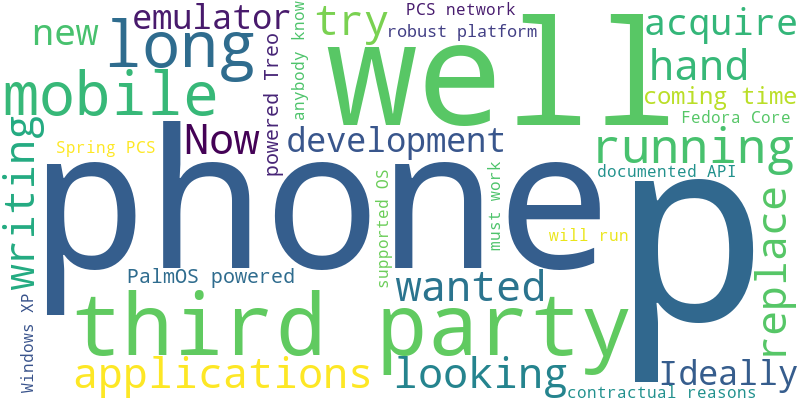 emulator
try
PCS network
acquire
new
long
well
robust platform
anybody know
hand
mobile
powered Treo
coming time
Fedora Core
Now
development
running
Spring PCS
writing
phone
p
documented API
supported OS
must work
replace
will run
PalmOS powered
wanted
Windows XP
third party
applications
looking
Ideally
contractual reasons